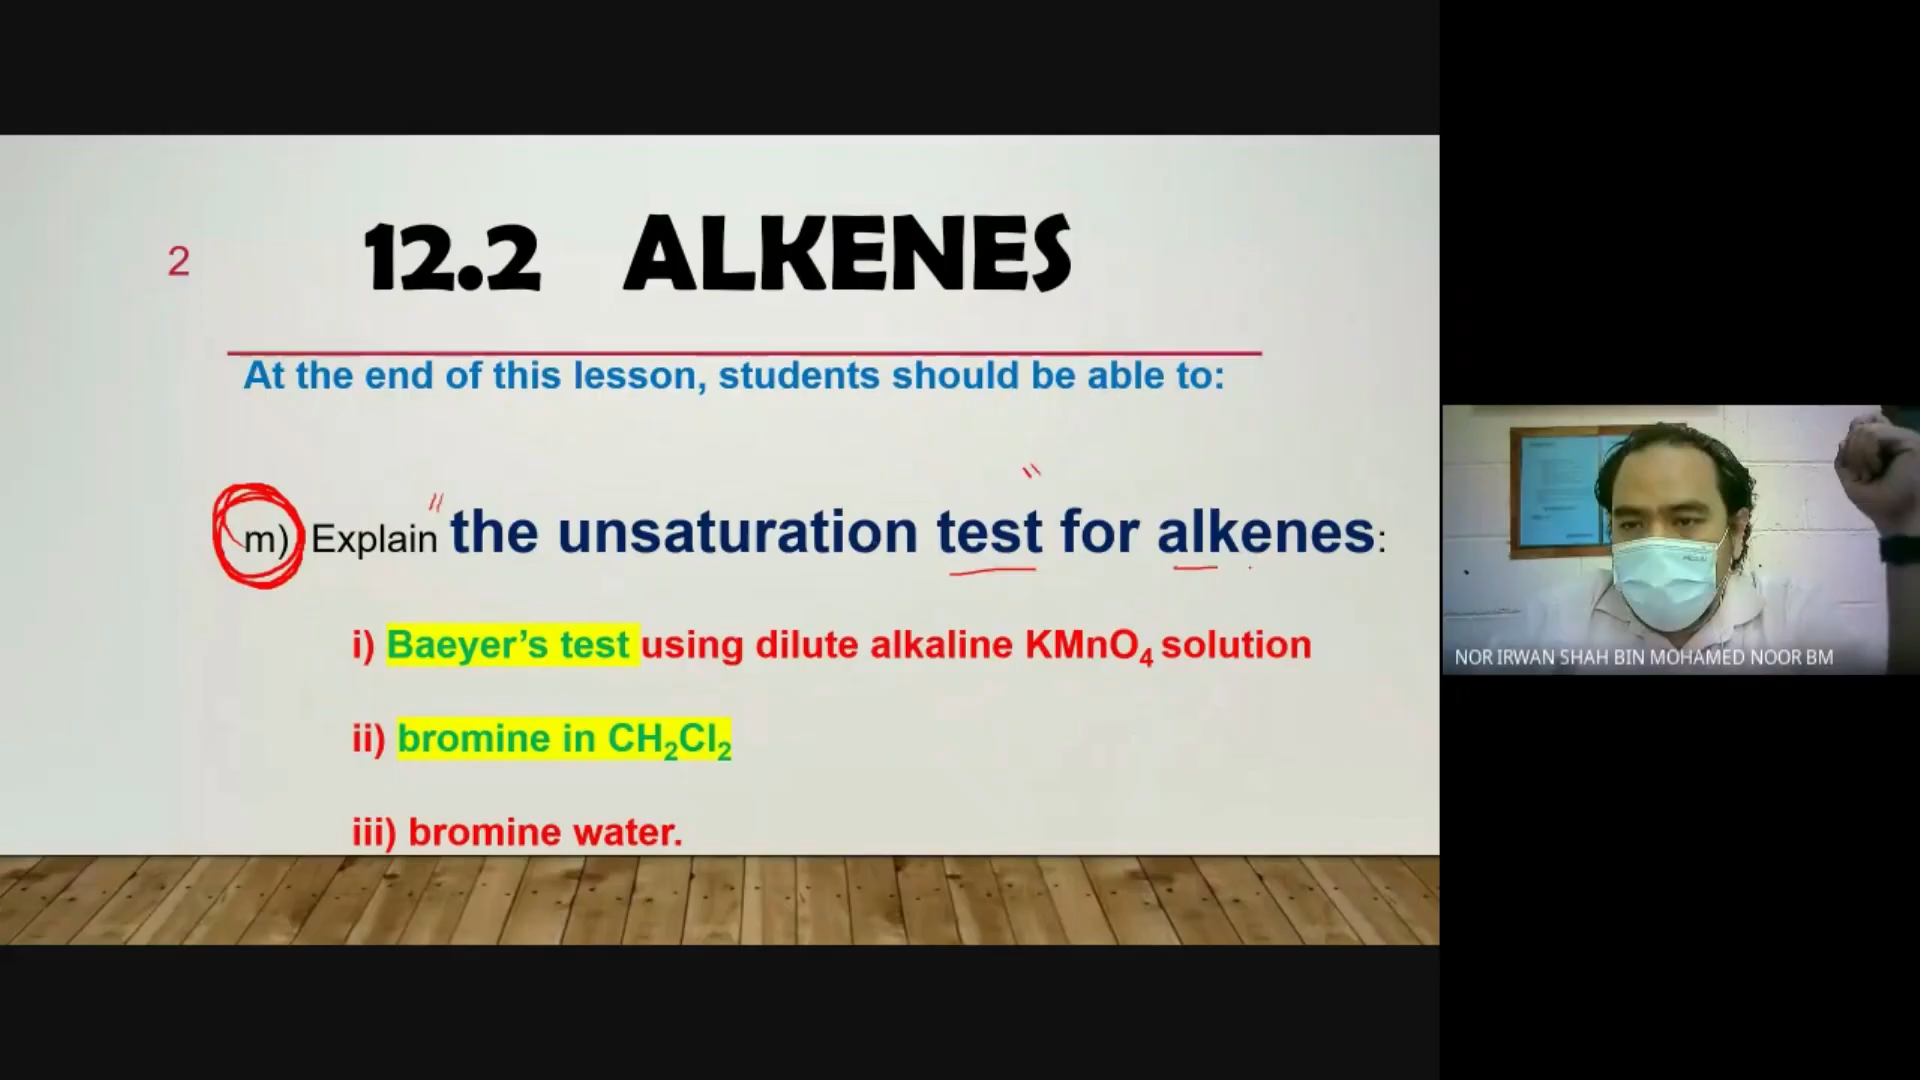 2
12.2 ALKENES
At the end of this lesson, students should be able to:
m) Explain "the unsaturation test for alkenes:
i) Baeyer’s test using dilute alkaline KMnO₄ solution
ii) bromine in CH₂Cl₂
iii) bromine water.
NOR IRWAN SHAH BIN MOHAMED NOOR BM